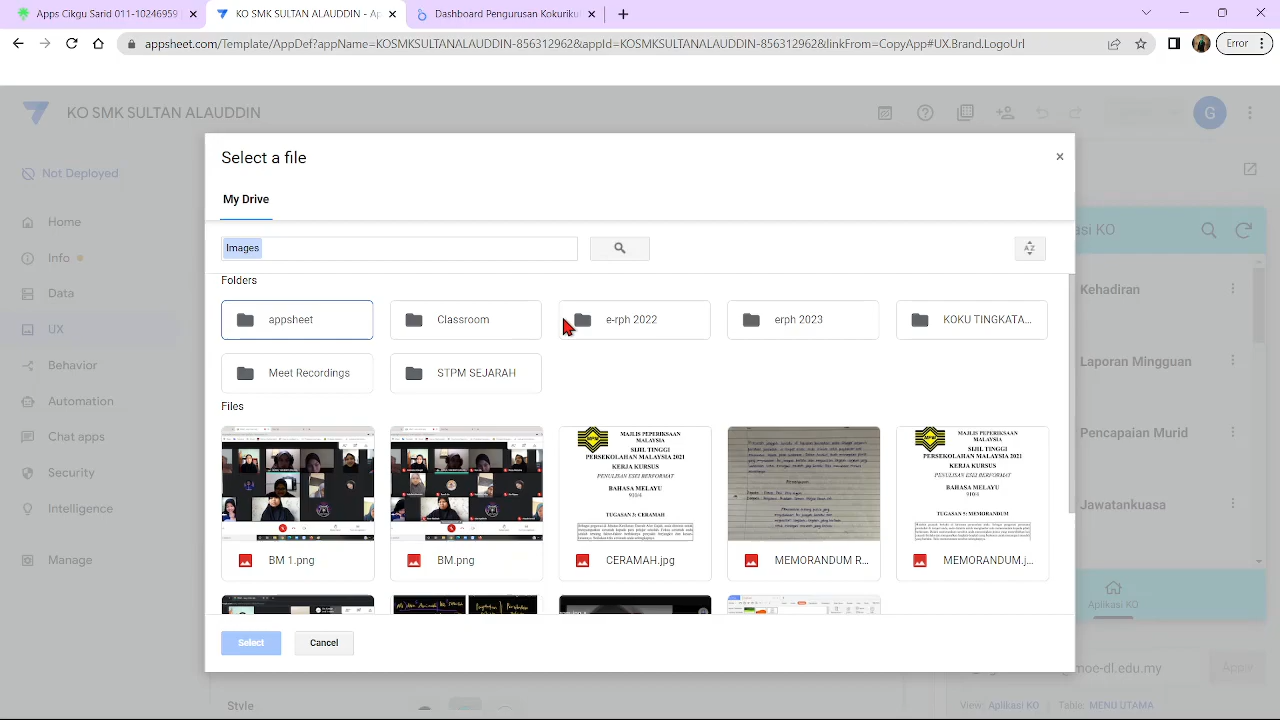 Apps Cikgu Sarid 011-10246959
KO SMK SULTAN ALAUDDIN - Ap
Dashboard Pengurusan Kokuriku
appsheet.com/Template/AppDef?appName=KOSMKSULTANALAUDDIN-856312962&appId=KOSMKSULTANALAUDDIN-856312962&linkFrom=CopyApp#UX.Brand.LogoUrl
Error
KO SMK SULTAN ALAUDDIN
G
Not Deployed
Home
Info
Data
UX
Behavior
Automation
Chat apps
Security
Intelligence
Manage
Select a file
My Drive
Images
AZ
Folders
appsheet
Classroom
e-rph 2022
erph 2023
KOKU TINGKATA...
Meet Recordings
STPM SEJARAH
Files
MAJLIS PEPERIKSAAN
MALAYSIA
SIJIL TINGGI
PERSEKOLAHAN MALAYSIA 2021
KERJA KURSUS
PENULISAN ESEI BERFORMAT
BAHASA MELAYU
910/4
TUGASAN 3: CERAMAH
MAJLIS PEPERIKSAAN
MALAYSIA
SIJIL TINGGI
PERSEKOLAHAN MALAYSIA 2021
KERJA KURSUS
PENULISAN ESEI BERFORMAT
BAHASA MELAYU
910/4
TUGASAN 5: MEMORANDUM
BM1.png
BM.png
CERAMAH.jpg
MEMORANDUM R...
MEMORANDUM.j...
Select
Cancel
asi KO
Kehadiran
Laporan Mingguan
Pencapaian Murid
Jawatankuasa
Aplikasi KO
moe-dl.edu.my
Apply
View: Aplikasi KO | Table: MENU UTAMA
Style